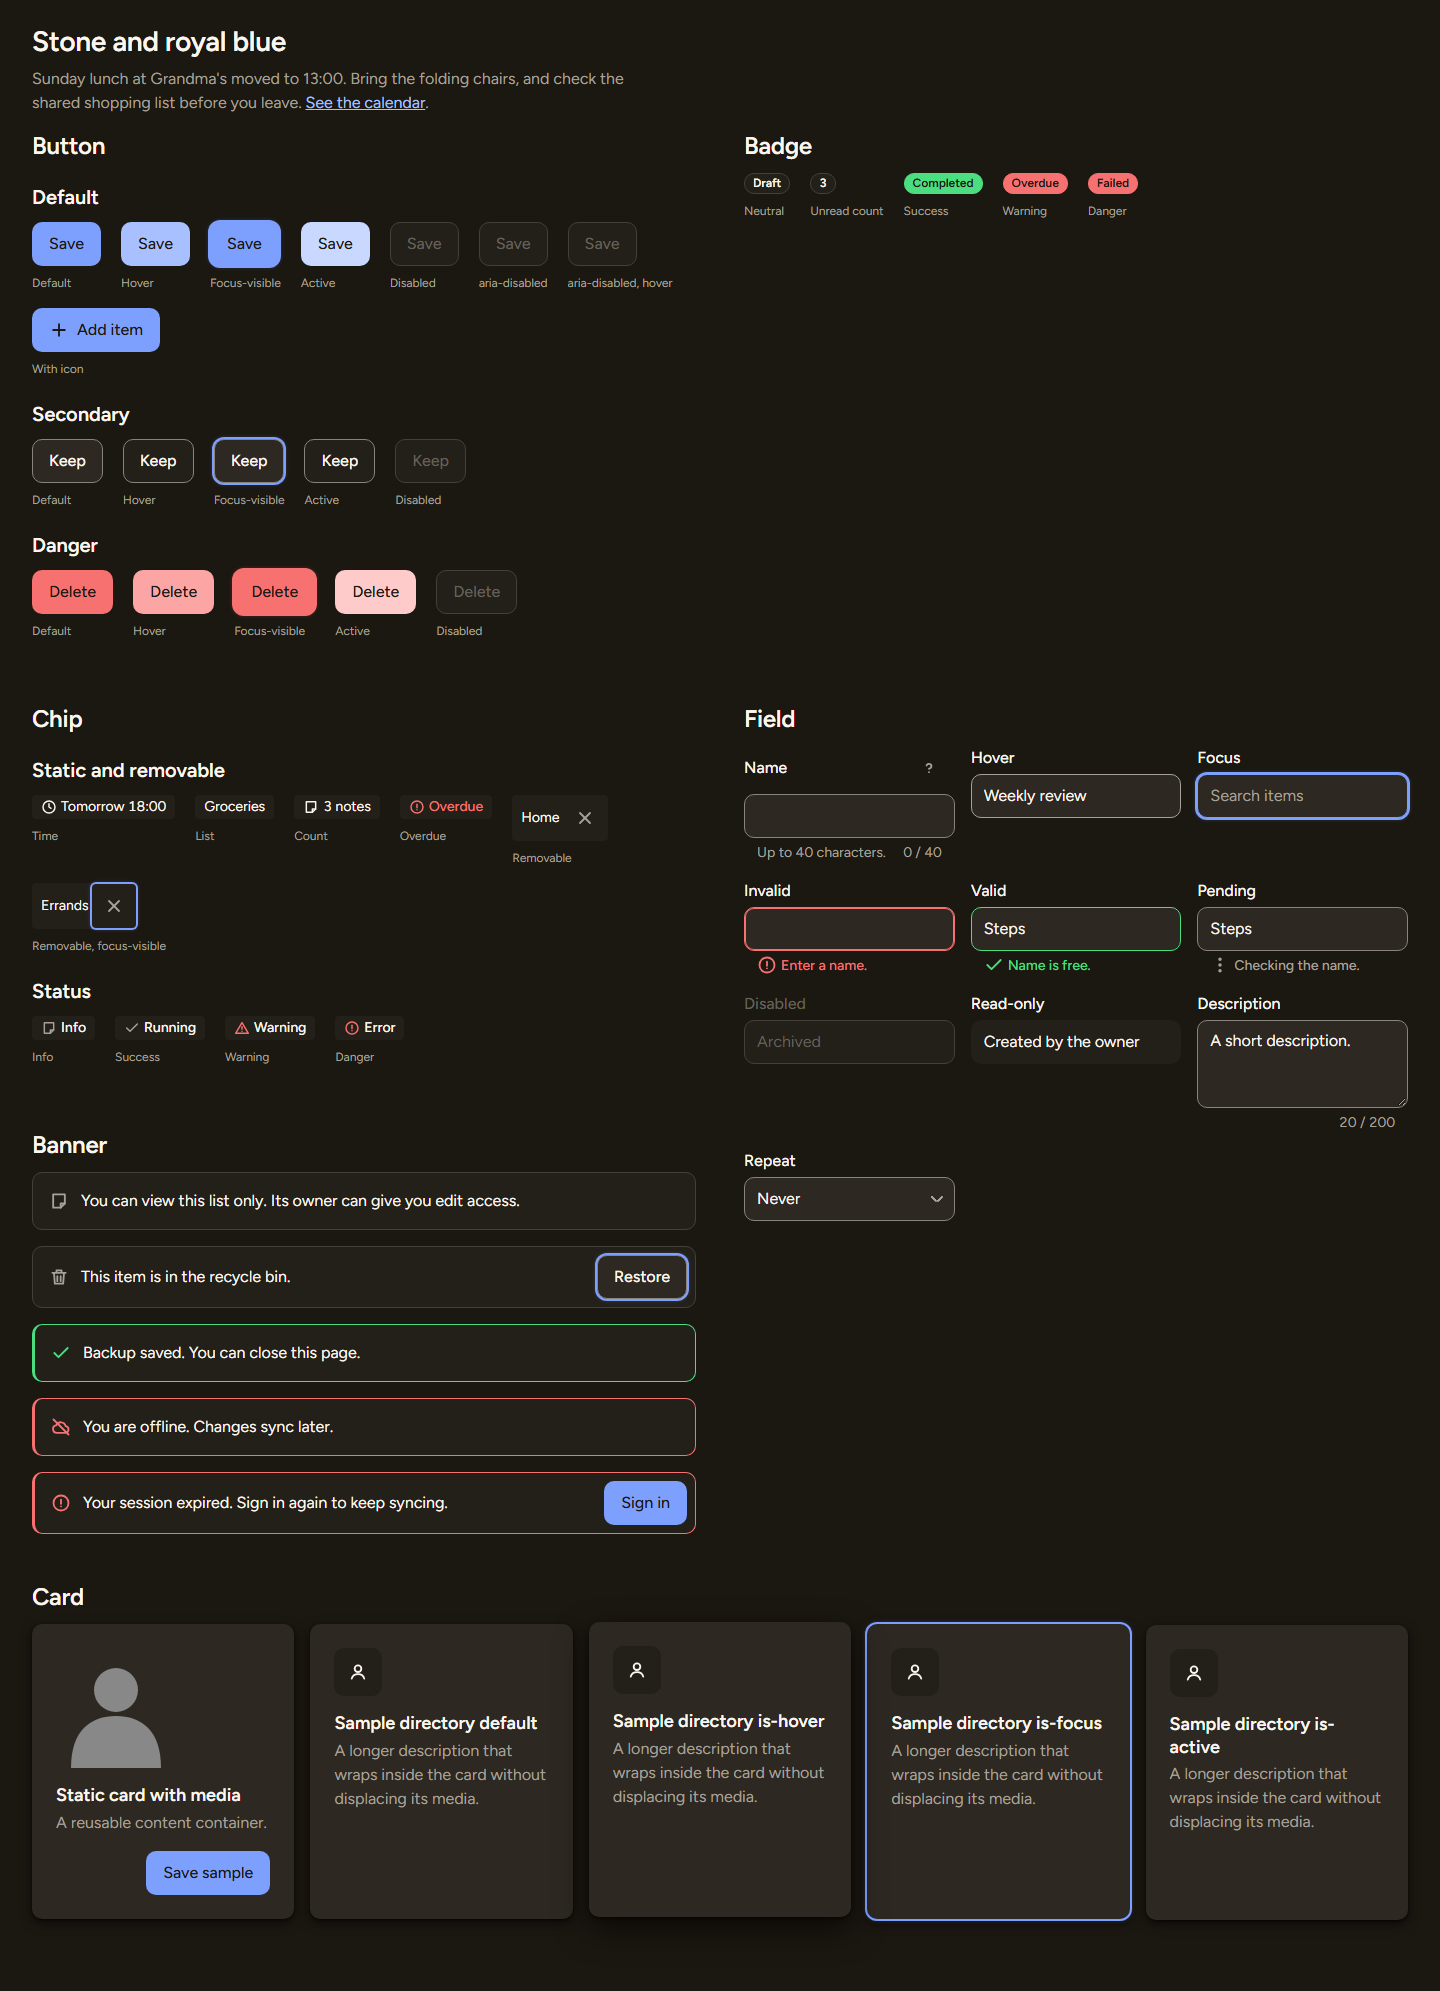 Stone and royal blue
Sunday lunch at Grandma's moved to 13:00. Bring the folding chairs, and check the
shared shopping list before you leave. See the calendar.
Button
Default
Save Save Save Save Save Save Save
Default Hover Focus-visible Active Disabled aria-disabled aria-disabled, hover
Add item
With icon
Secondary
Keep Keep Keep Keep Keep
Default Hover Focus-visible Active Disabled
Danger
Delete Delete Delete Delete Delete
Default Hover Focus-visible Active Disabled
Badge
Draft 3 Completed Overdue Failed
Neutral Unread count Success Warning Danger
Chip
Static and removable
Tomorrow 18:00 Groceries 3 notes Overdue Home
Time List Count Overdue Removable
Errands
Removable, focus-visible
Status
Info Running Warning Error
Info Success Warning Danger
Field
Name ? Hover Focus
Weekly review Search items
Up to 40 characters. 0 / 40
Invalid Valid Pending
Steps Steps
Enter a name. Name is free. Checking the name.
Disabled Read-only Description
Archived Created by the owner A short description.
20 / 200
Repeat
Never
Banner
You can view this list only. Its owner can give you edit access.
This item is in the recycle bin. Restore
Backup saved. You can close this page.
You are offline. Changes sync later.
Your session expired. Sign in again to keep syncing. Sign in
Card
Static card with media
A reusable content container.
Save sample
Sample directory default
A longer description that
wraps inside the card without
displacing its media.
Sample directory is-hover
A longer description that
wraps inside the card without
displacing its media.
Sample directory is-focus
A longer description that
wraps inside the card without
displacing its media.
Sample directory is-
active
A longer description that
wraps inside the card without
displacing its media.